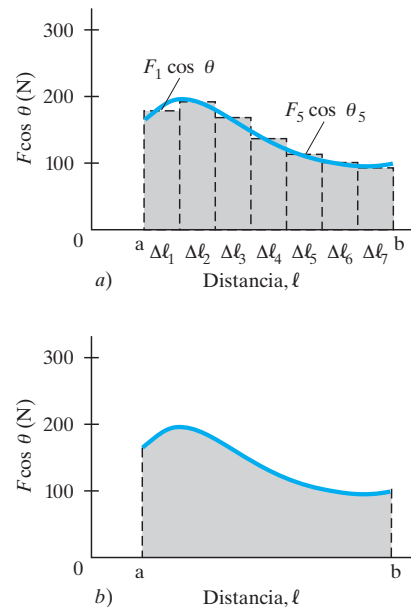 300
F₁ cos θ
200
F₅ cos θ₅
100
F cos θ (N)
0
a
b
Δℓ₁ Δℓ₂ Δℓ₃ Δℓ₄ Δℓ₅ Δℓ₆ Δℓ₇
a)
Distancia, ℓ
300
200
100
F cos θ (N)
0
a
b
b)
Distancia, ℓ